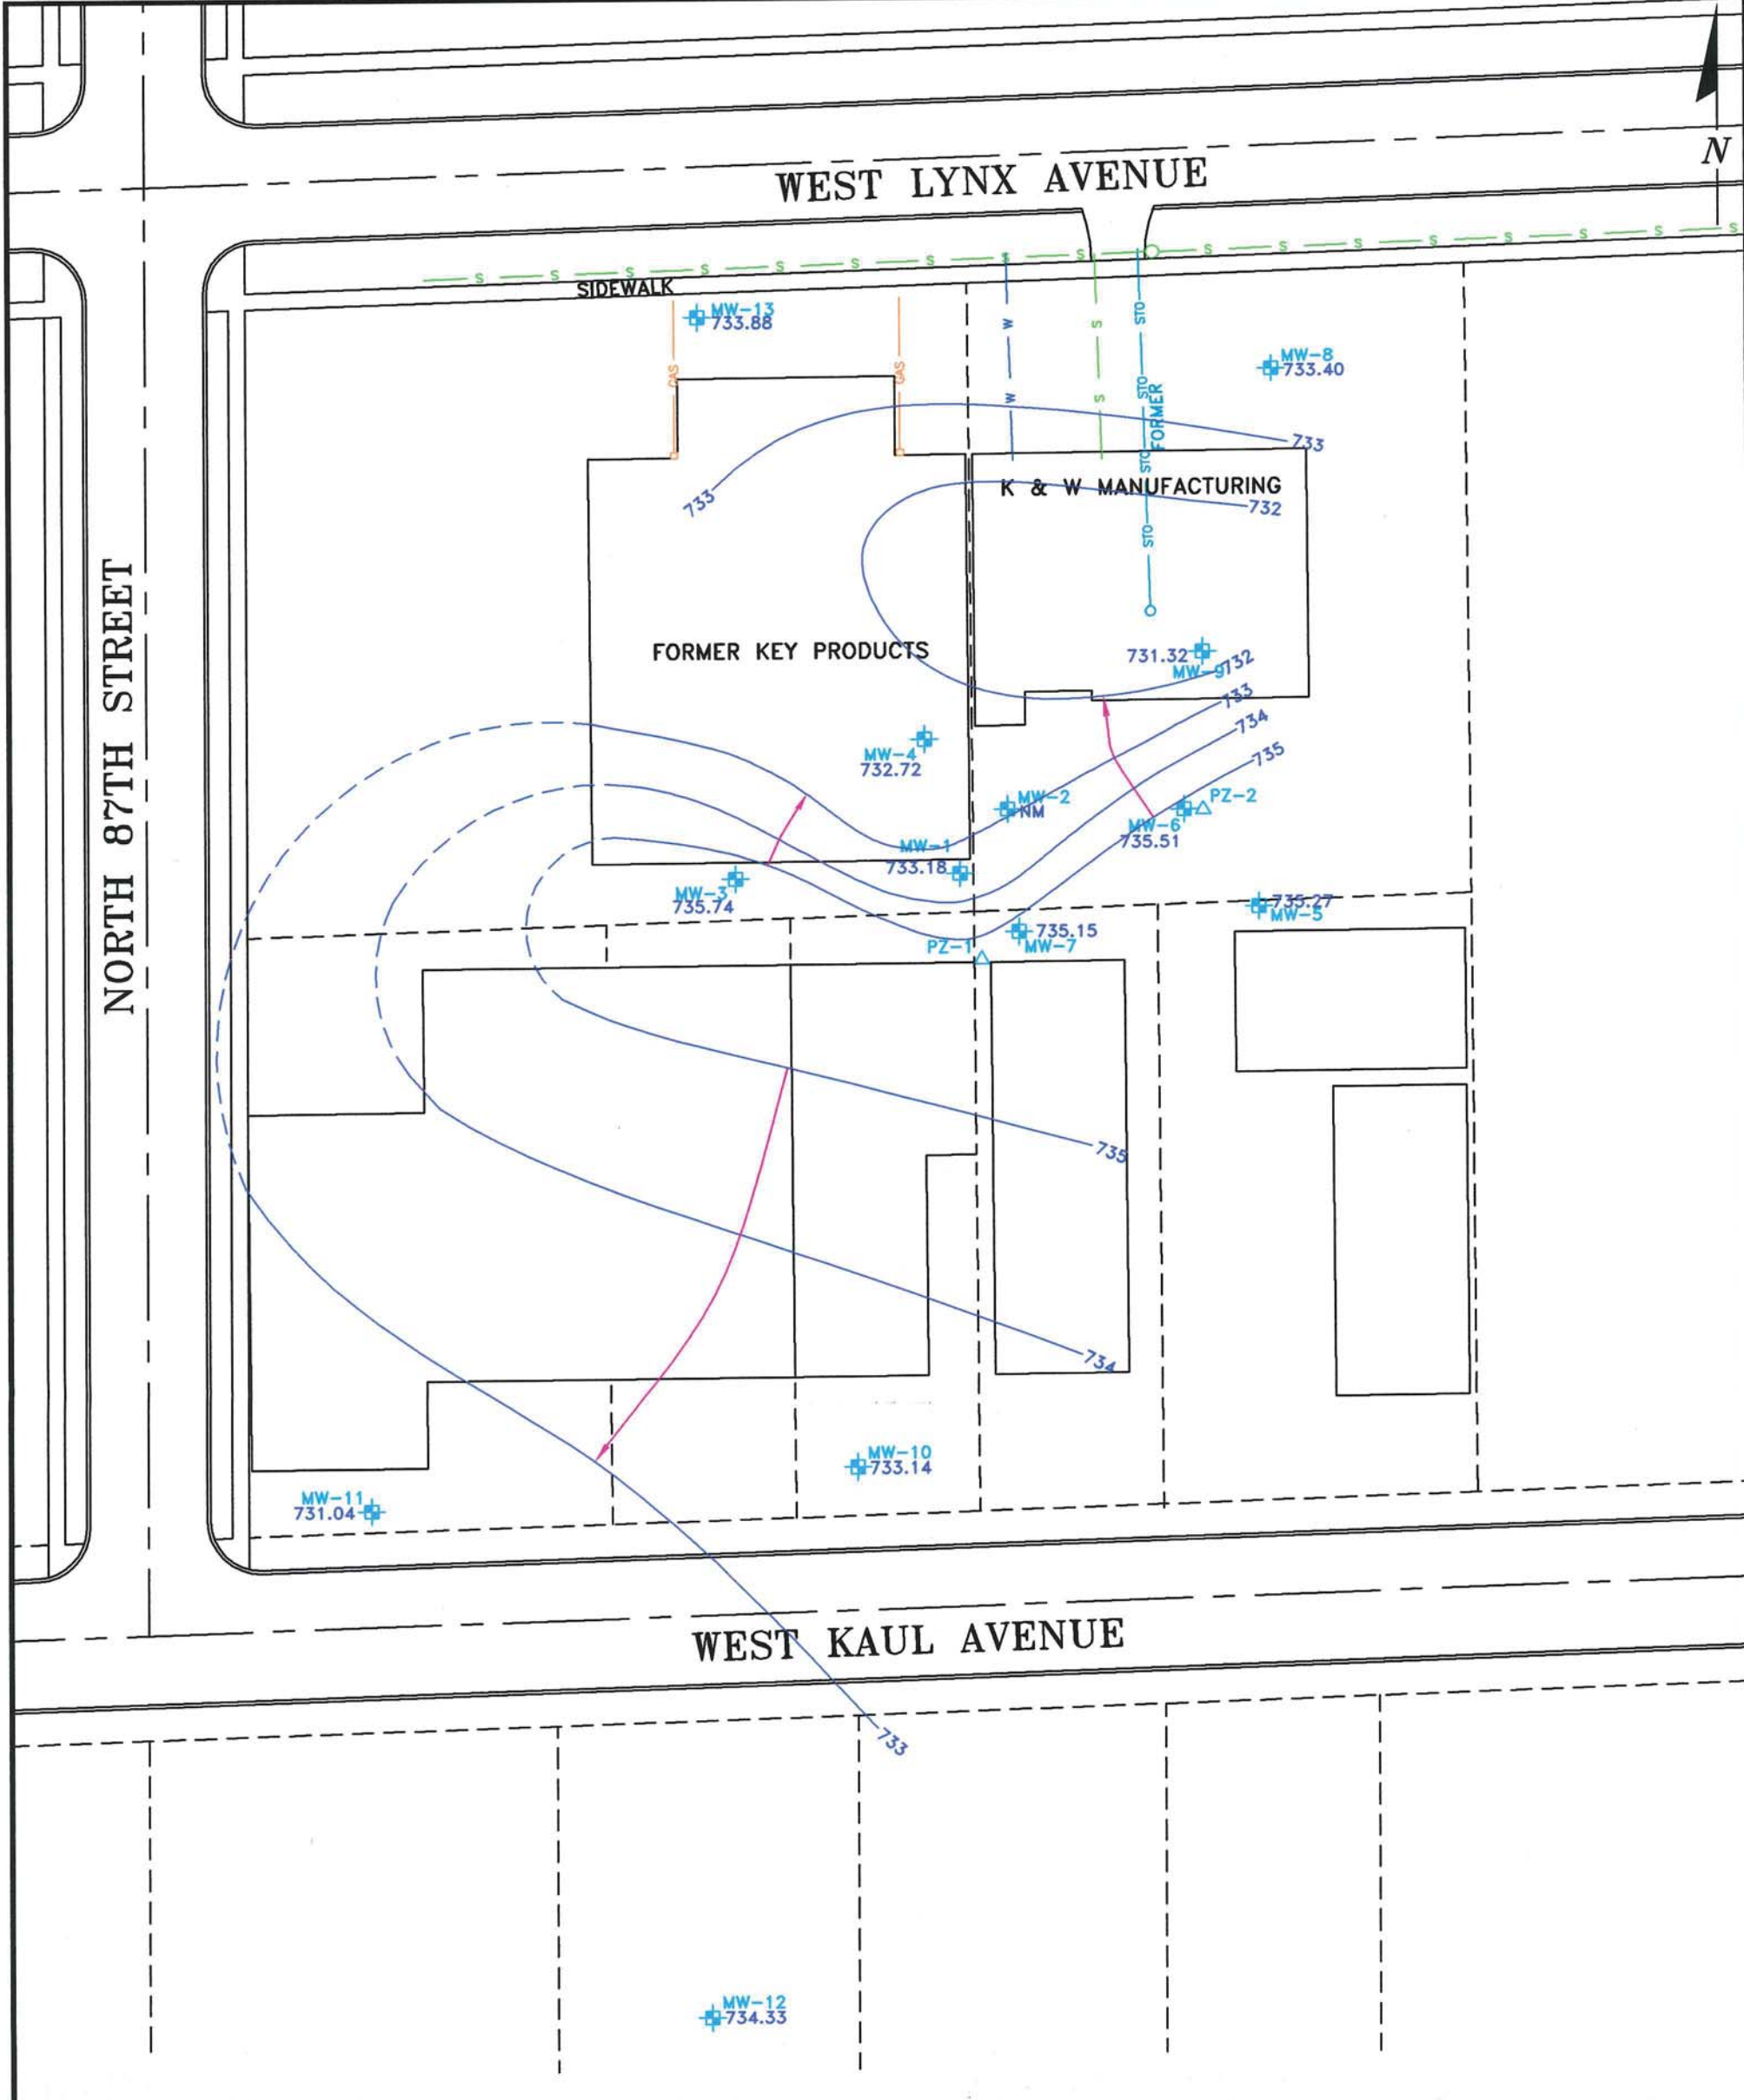 N
WEST LYNX AVENUE
S S S S S S S S S S S S S S S S S
SIDEWALK
MW-13
733.88
GAS
GAS
W
W
S
S
STO
STO
STO
STO
FORMER
MW-8
733.40
733
733
K & W MANUFACTURING
732
NORTH 87TH STREET
FORMER KEY PRODUCTS
731.32
MW-9
732
733
734
735
MW-4
732.72
MW-2
NM
PZ-2
MW-6
735.51
MW-1
733.18
MW-3
735.74
735.27
MW-5
735.15
MW-7
PZ-1
735
734
MW-10
733.14
MW-11
731.04
WEST KAUL AVENUE
733
MW-12
734.33